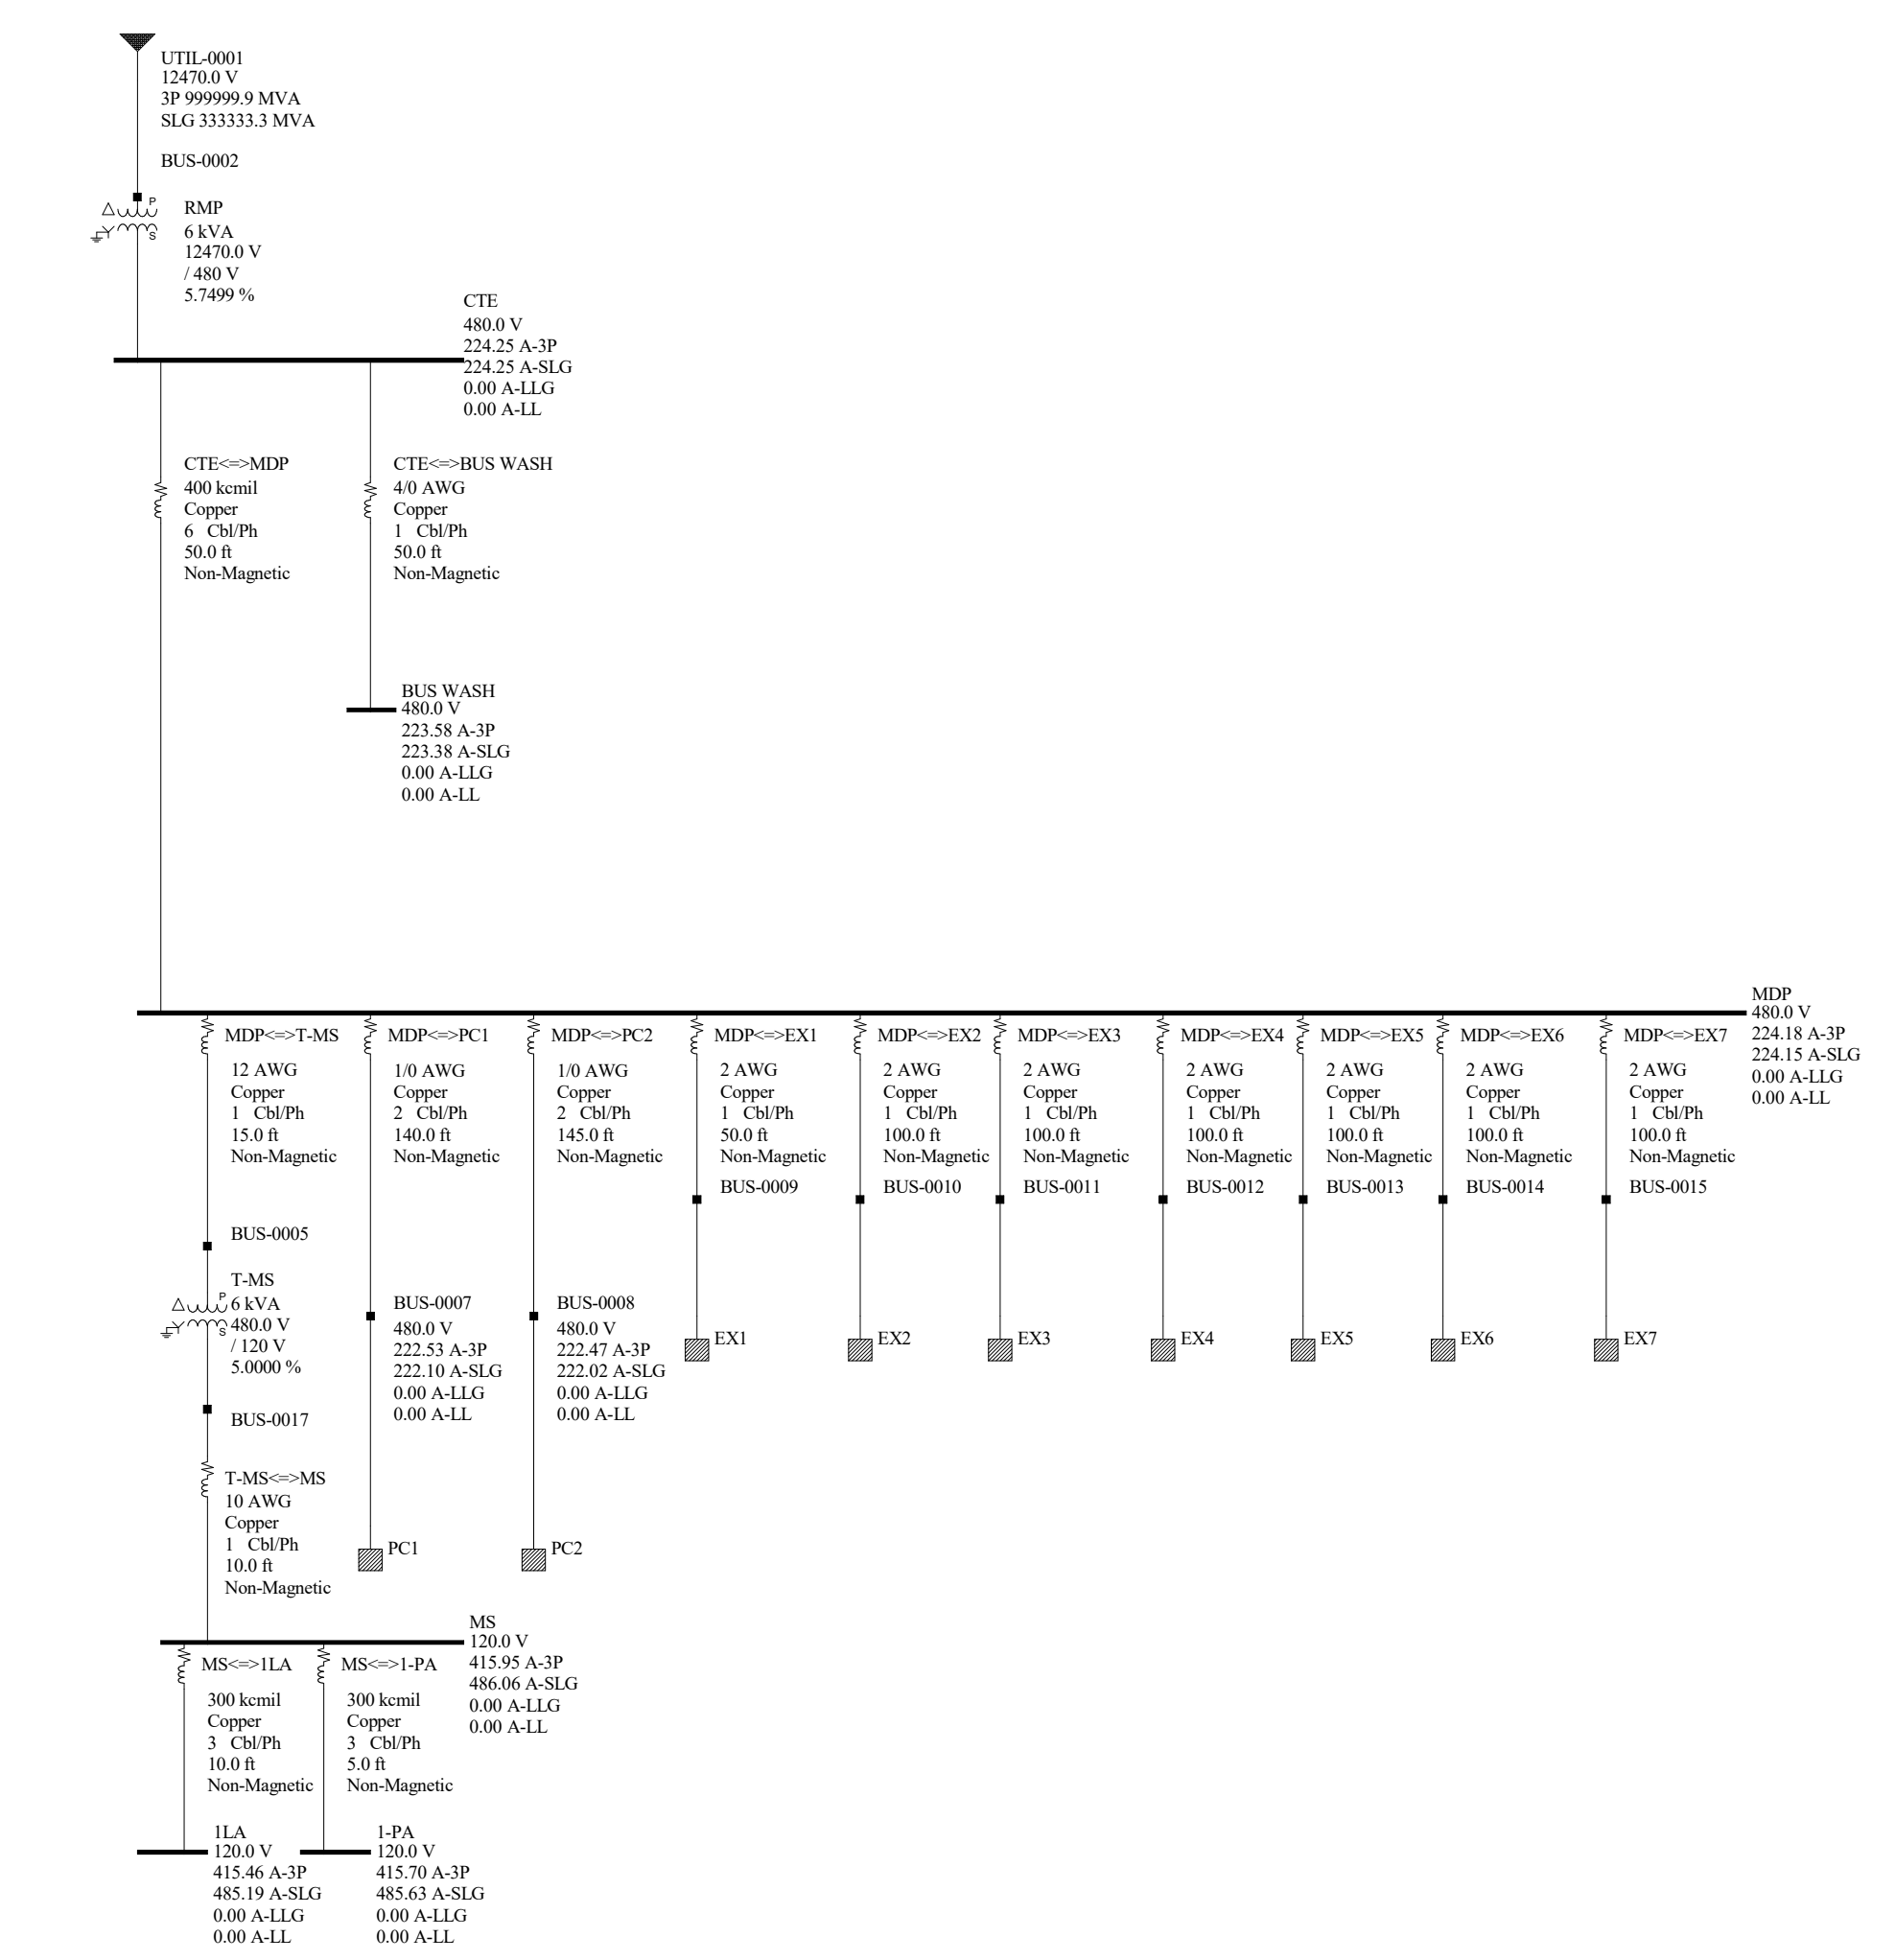 UTIL-0001
12470.0 V
3P 999999.9 MVA
SLG 333333.3 MVA
BUS-0002
P
S
RMP
6 kVA
12470.0 V
/ 480 V
5.7499 %
CTE
480.0 V
224.25 A-3P
224.25 A-SLG
0.00 A-LLG
0.00 A-LL
CTE<=>MDP
400 kcmil
Copper
6 Cbl/Ph
50.0 ft
Non-Magnetic
CTE<=>BUS WASH
4/0 AWG
Copper
1 Cbl/Ph
50.0 ft
Non-Magnetic
BUS WASH
480.0 V
223.58 A-3P
223.38 A-SLG
0.00 A-LLG
0.00 A-LL
MDP
480.0 V
224.18 A-3P
224.15 A-SLG
0.00 A-LLG
0.00 A-LL
MDP<=>T-MS
12 AWG
Copper
1 Cbl/Ph
15.0 ft
Non-Magnetic
MDP<=>PC1
1/0 AWG
Copper
2 Cbl/Ph
140.0 ft
Non-Magnetic
MDP<=>PC2
1/0 AWG
Copper
2 Cbl/Ph
145.0 ft
Non-Magnetic
MDP<=>EX1
2 AWG
Copper
1 Cbl/Ph
50.0 ft
Non-Magnetic
BUS-0009
MDP<=>EX2
2 AWG
Copper
1 Cbl/Ph
100.0 ft
Non-Magnetic
BUS-0010
MDP<=>EX3
2 AWG
Copper
1 Cbl/Ph
100.0 ft
Non-Magnetic
BUS-0011
MDP<=>EX4
2 AWG
Copper
1 Cbl/Ph
100.0 ft
Non-Magnetic
BUS-0012
MDP<=>EX5
2 AWG
Copper
1 Cbl/Ph
100.0 ft
Non-Magnetic
BUS-0013
MDP<=>EX6
2 AWG
Copper
1 Cbl/Ph
100.0 ft
Non-Magnetic
BUS-0014
MDP<=>EX7
2 AWG
Copper
1 Cbl/Ph
100.0 ft
Non-Magnetic
BUS-0015
BUS-0005
T-MS
P
S
6 kVA
480.0 V
/ 120 V
5.0000 %
BUS-0017
BUS-0007
480.0 V
222.53 A-3P
222.10 A-SLG
0.00 A-LLG
0.00 A-LL
BUS-0008
480.0 V
222.47 A-3P
222.02 A-SLG
0.00 A-LLG
0.00 A-LL
EX1
EX2
EX3
EX4
EX5
EX6
EX7
T-MS<=>MS
10 AWG
Copper
1 Cbl/Ph
10.0 ft
Non-Magnetic
PC1
PC2
MS
120.0 V
415.95 A-3P
486.06 A-SLG
0.00 A-LLG
0.00 A-LL
MS<=>1LA
300 kcmil
Copper
3 Cbl/Ph
10.0 ft
Non-Magnetic
MS<=>1-PA
300 kcmil
Copper
3 Cbl/Ph
5.0 ft
Non-Magnetic
1LA
120.0 V
415.46 A-3P
485.19 A-SLG
0.00 A-LLG
0.00 A-LL
1-PA
120.0 V
415.70 A-3P
485.63 A-SLG
0.00 A-LLG
0.00 A-LL